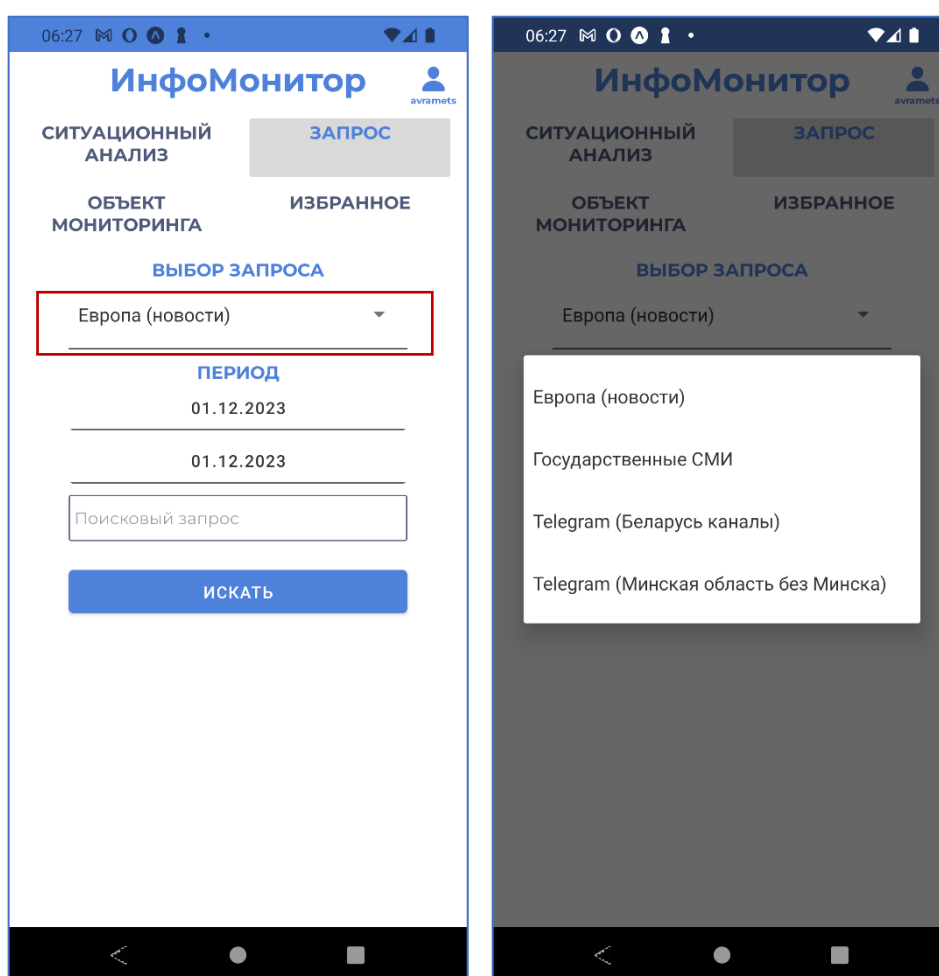 06:27
ИнфоМонитор
avramets
СИТУАЦИОННЫЙ
АНАЛИЗ
ЗАПРОС
ОБЪЕКТ
МОНИТОРИНГА
ИЗБРАННОЕ
ВЫБОР ЗАПРОСА
Европа (новости)
ПЕРИОД
01.12.2023
01.12.2023
Поисковый запрос
ИСКАТЬ
06:27
ИнфоМонитор
avramets
СИТУАЦИОННЫЙ
АНАЛИЗ
ЗАПРОС
ОБЪЕКТ
МОНИТОРИНГА
ИЗБРАННОЕ
ВЫБОР ЗАПРОСА
Европа (новости)
Европа (новости)
Государственные СМИ
Telegram (Беларусь каналы)
Telegram (Минская область без Минска)